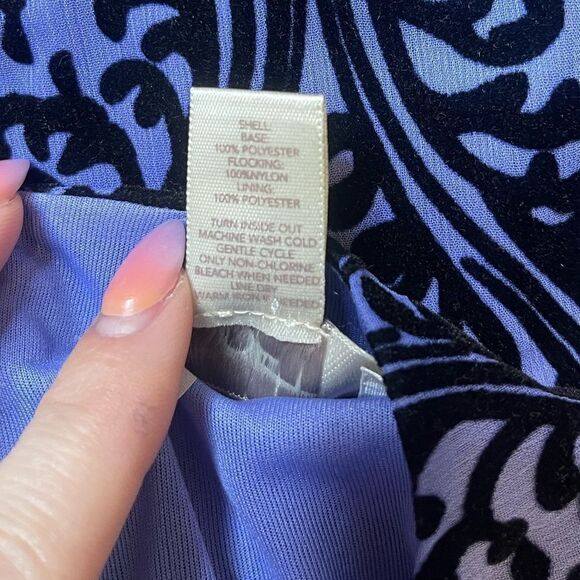 SHELL:
BASE:
100% POLYESTER
FLOCKING:
100%NYLON
LINING:
100% POLYESTER
TURN INSIDE OUT
MACHINE WASH COLD
GENTLE CYCLE
ONLY NON-CHLORINE
BLEACH WHEN NEEDED
LINE DRY
WARM IRON IF NEEDED